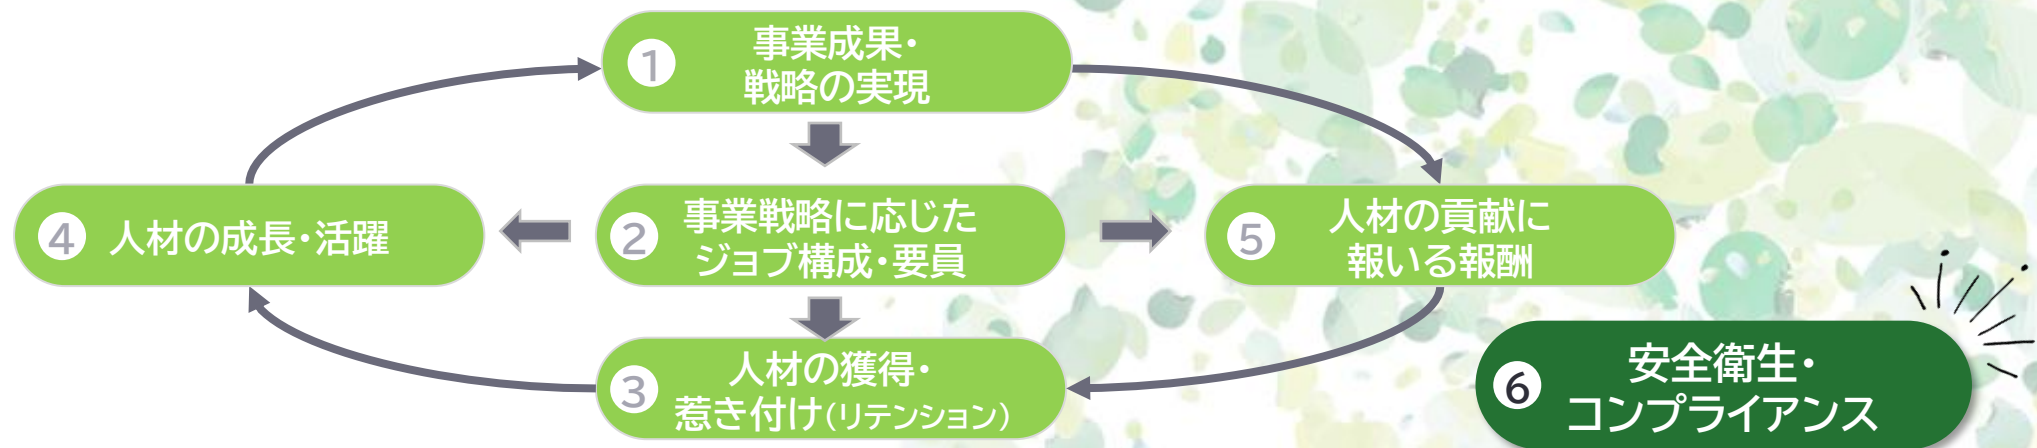 1 事業成果・
戦略の実現
4 人材の成長・活躍
2 事業戦略に応じた
ジョブ構成・要員
5 人材の貢献に
報いる報酬
3 人材の獲得・
惹き付け(リテンション)
6 安全衛生・
コンプライアンス